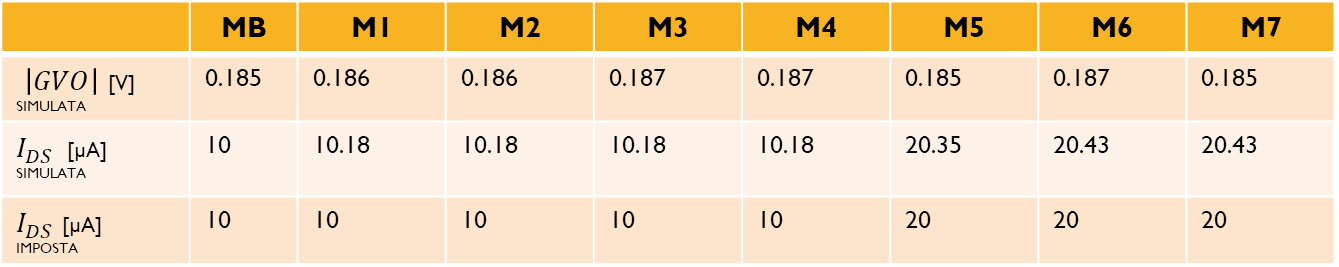 MB M1 M2 M3 M4 M5 M6 M7
|GVO| [V] 0.185 0.186 0.186 0.187 0.187 0.185 0.187 0.185
SIMULATA
I_DS [µA] 10 10.18 10.18 10.18 10.18 20.35 20.43 20.43
SIMULATA
I_DS [µA] 10 10 10 10 10 20 20 20
IMPOSTA